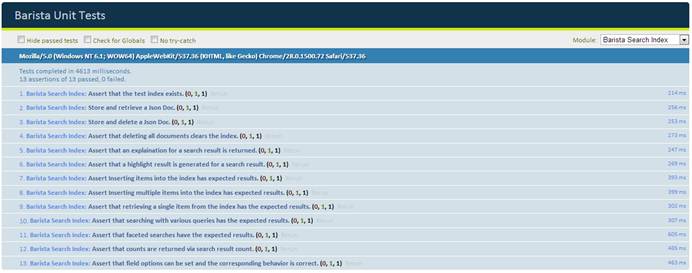 Barista Unit Tests
Hide passed tests Check for Globals No try-catch Module: Barista Search Index
Mozilla/5.0 (Windows NT 6.1; WOW64) AppleWebKit/537.36 (KHTML, like Gecko) Chrome/28.0.1500.72 Safari/537.36
Tests completed in 4613 milliseconds.
13 assertions of 13 passed, 0 failed.
1. Barista Search Index: Assert that the test index exists. (0, 1, 1) Rerun 214 ms
2. Barista Search Index: Store and retrieve a Json Doc. (0, 1, 1) Rerun 256 ms
3. Barista Search Index: Store and delete a Json Doc. (0, 1, 1) Rerun 253 ms
4. Barista Search Index: Assert that deleting all documents clears the index. (0, 1, 1) Rerun 273 ms
5. Barista Search Index: Assert that an explaination for a search result is returned. (0, 1, 1) Rerun 247 ms
6. Barista Search Index: Assert that a highlight result is generated for a search result. (0, 1, 1) Rerun 269 ms
7. Barista Search Index: Assert Inserting items into the index has expected results. (0, 1, 1) Rerun 393 ms
8. Barista Search Index: Assert Inserting multiple items into the index has expected results. (0, 1, 1) Rerun 399 ms
9. Barista Search Index: Assert that retrieving a single item from the index has the expected results. (0, 1, 1) Rerun 302 ms
10. Barista Search Index: Assert that searching with various queries has the expected results. (0, 1, 1) Rerun 307 ms
11. Barista Search Index: Assert that faceted searches have the expected results. (0, 1, 1) Rerun 605 ms
12. Barista Search Index: Assert that counts are returned via search result count. (0, 1, 1) Rerun 485 ms
13. Barista Search Index: Assert that field options can be set and the corresponding behavior is correct. (0, 1, 1) Rerun 463 ms